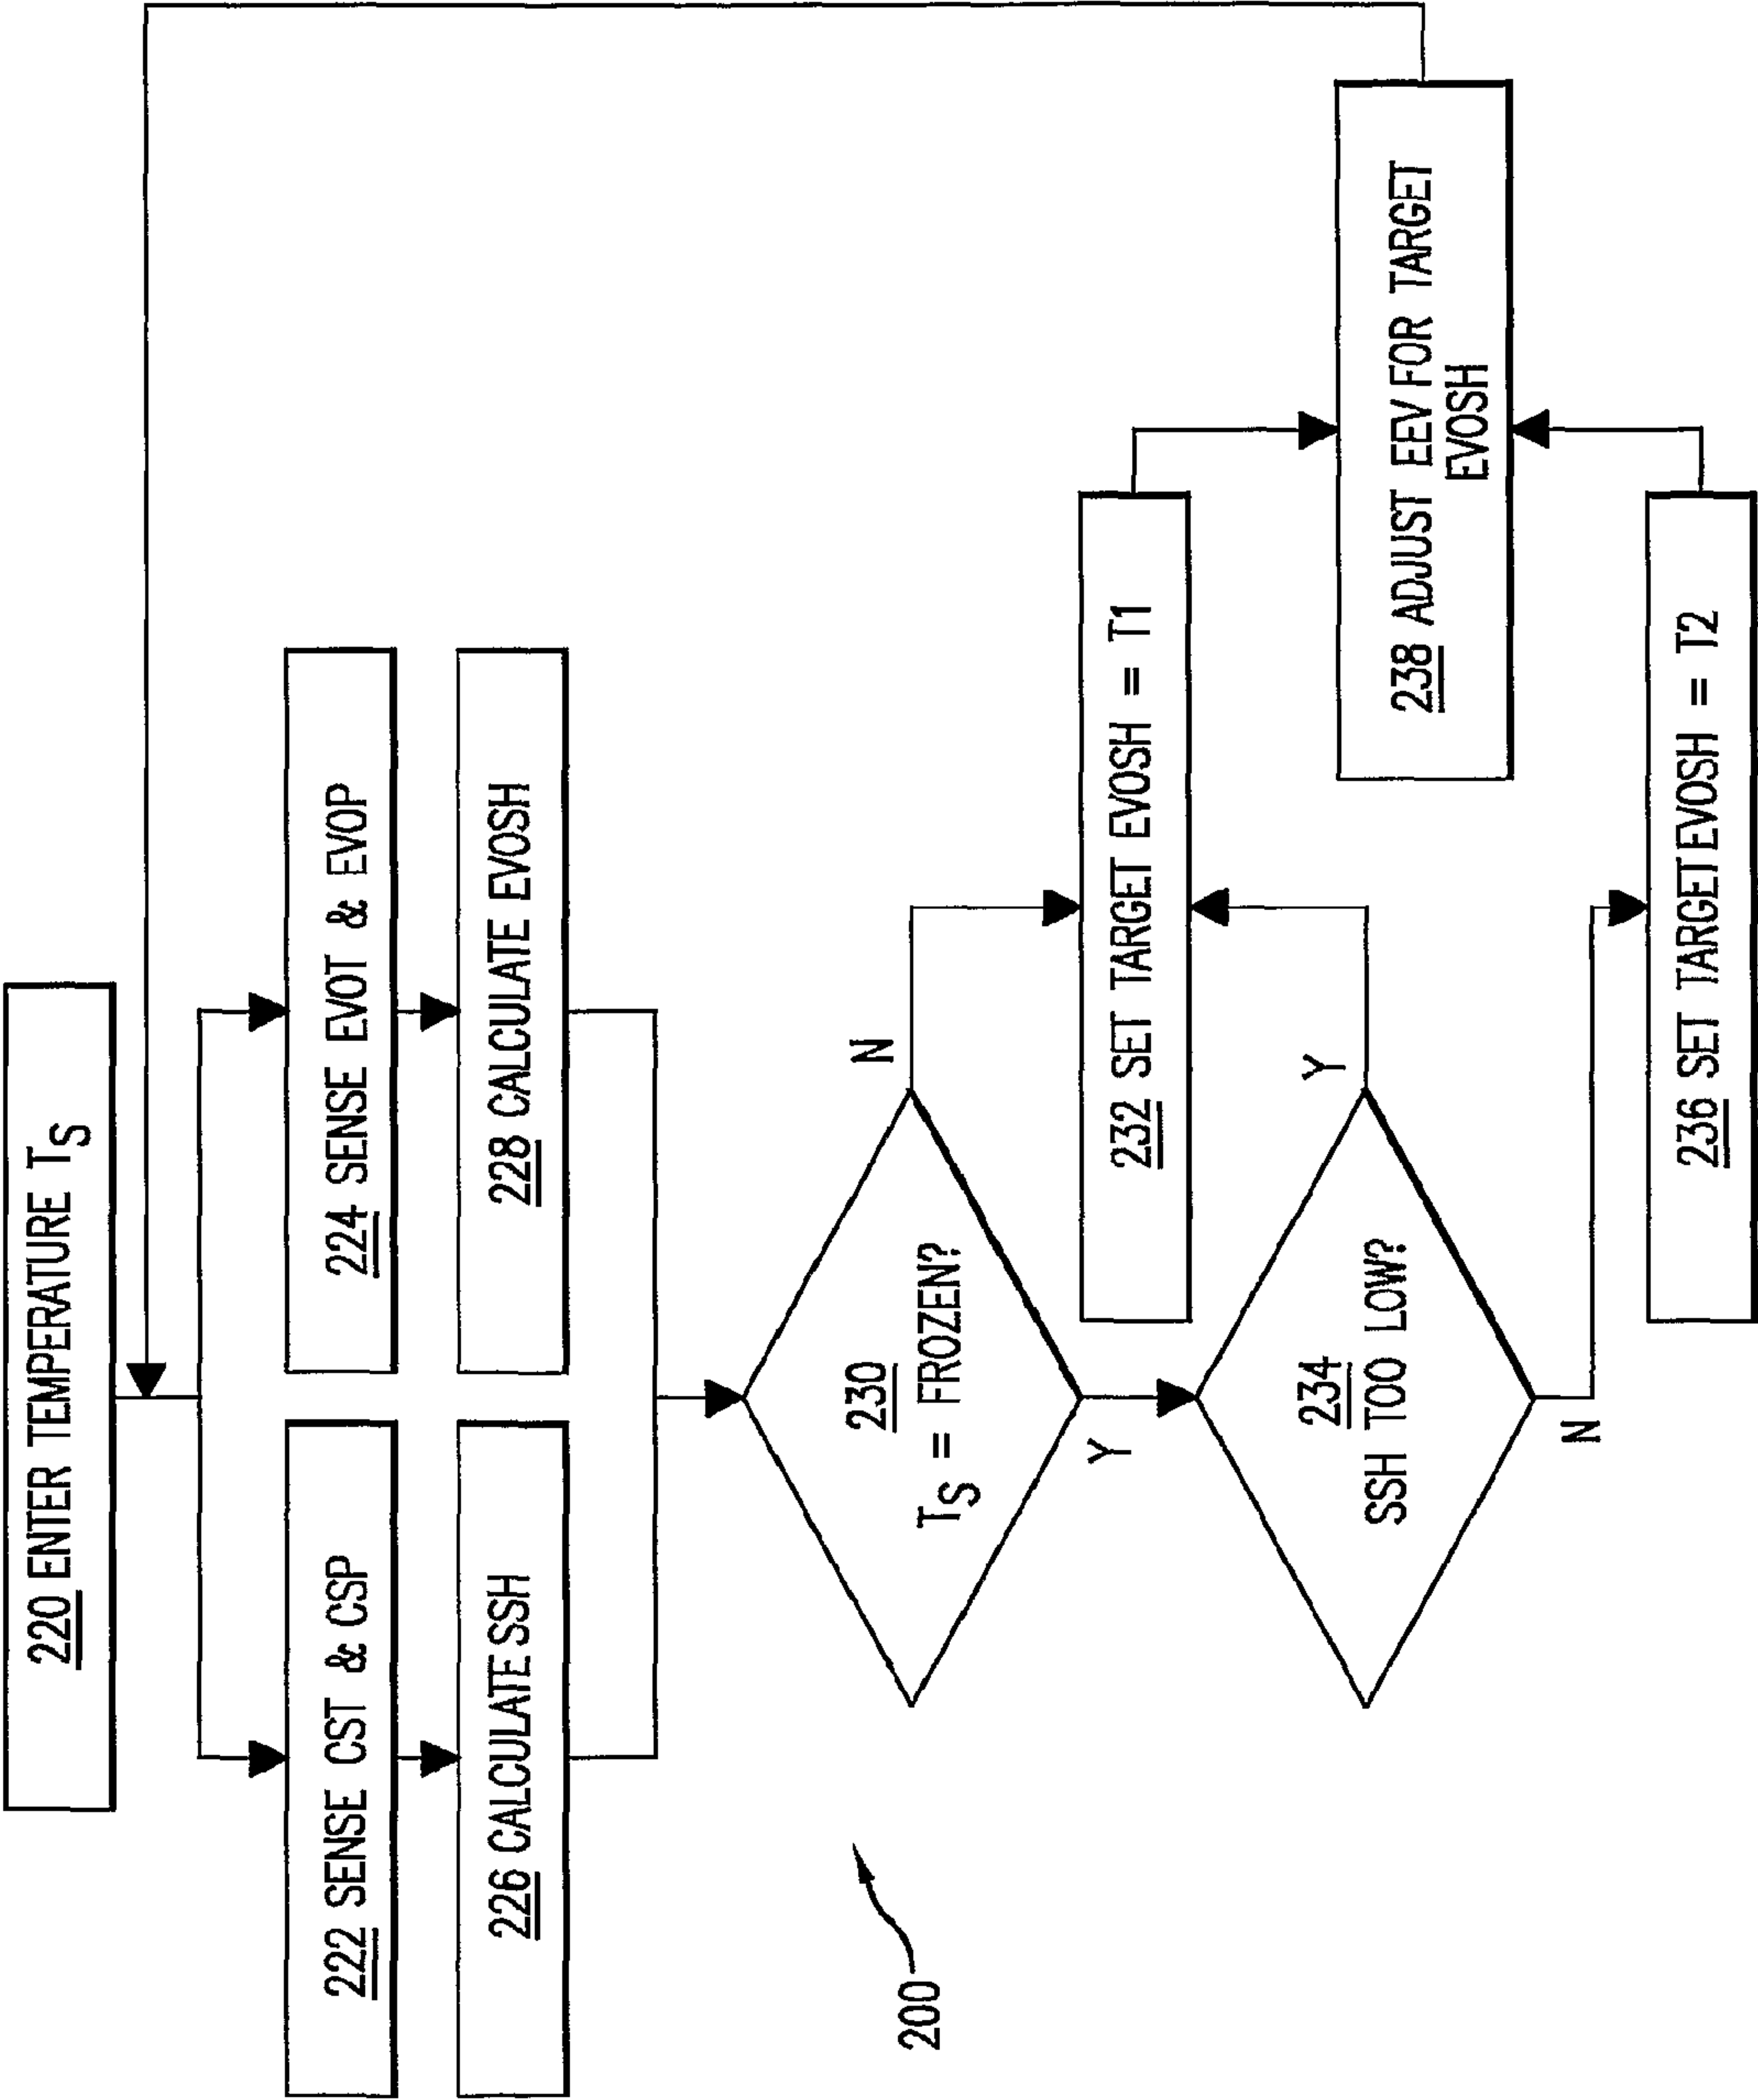 220 ENTER TEMPERATURE TS
222 SENSE CST & CSP
224 SENSE EVOT & EVOP
226 CALCULATE SSH
228 CALCULATE EVOSH
230
TS = FROZEN?
N
Y
232 SET TARGET EVOSH = T1
234
SSH TOO LOW?
Y
N
236 SET TARGET EVOSH = T2
238 ADJUST EEV FOR TARGET
EVOSH
200